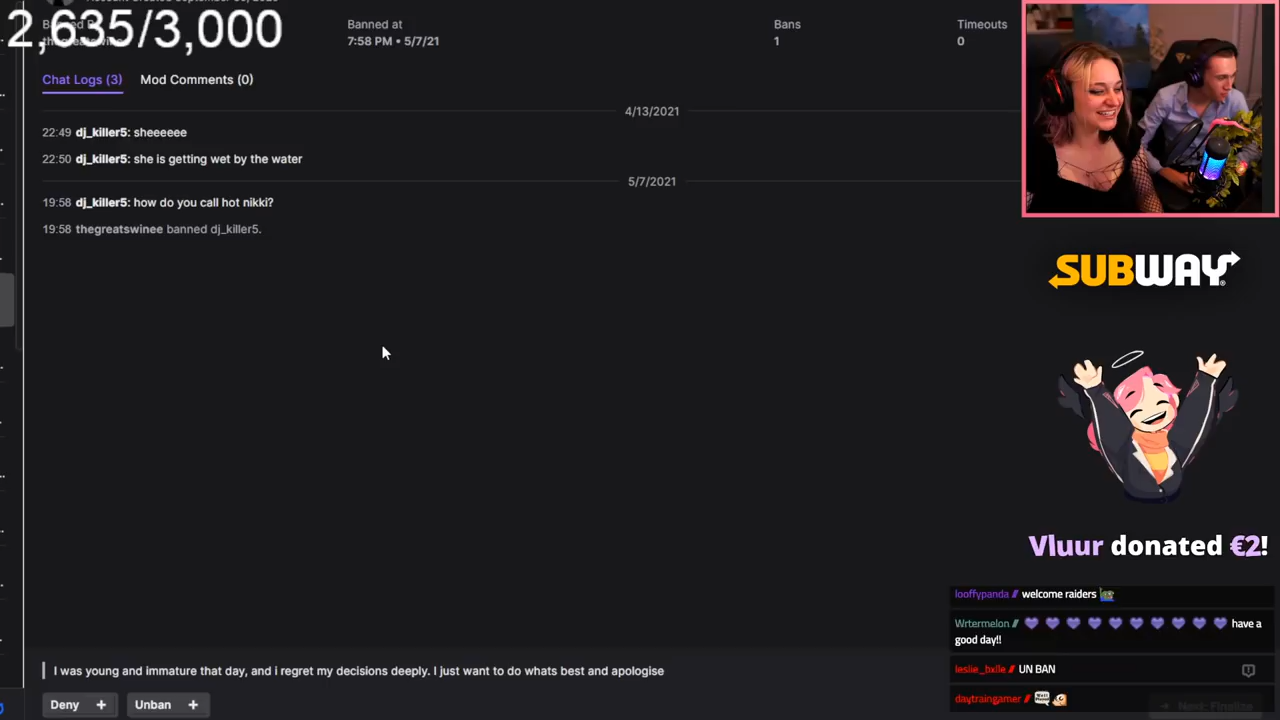 2,635/3,000
Banned at
7:58 PM • 5/7/21
Bans
1
Timeouts
0
Chat Logs (3)
Mod Comments (0)
4/13/2021
22:49 dj_killer5: sheeeeee
22:50 dj_killer5: she is getting wet by the water
5/7/2021
19:58 dj_killer5: how do you call hot nikki?
19:58 thegreatswinee banned dj_killer5.
I was young and immature that day, and i regret my decisions deeply. I just want to do whats best and apologise
Deny +
Unban +
SUBWAY
Vluur donated €2!
looffypanda // welcome raiders
Wrtermelon // have a
good day!!
leslie_bxlle // UN BAN
daytraingamer //
Next: Finalize